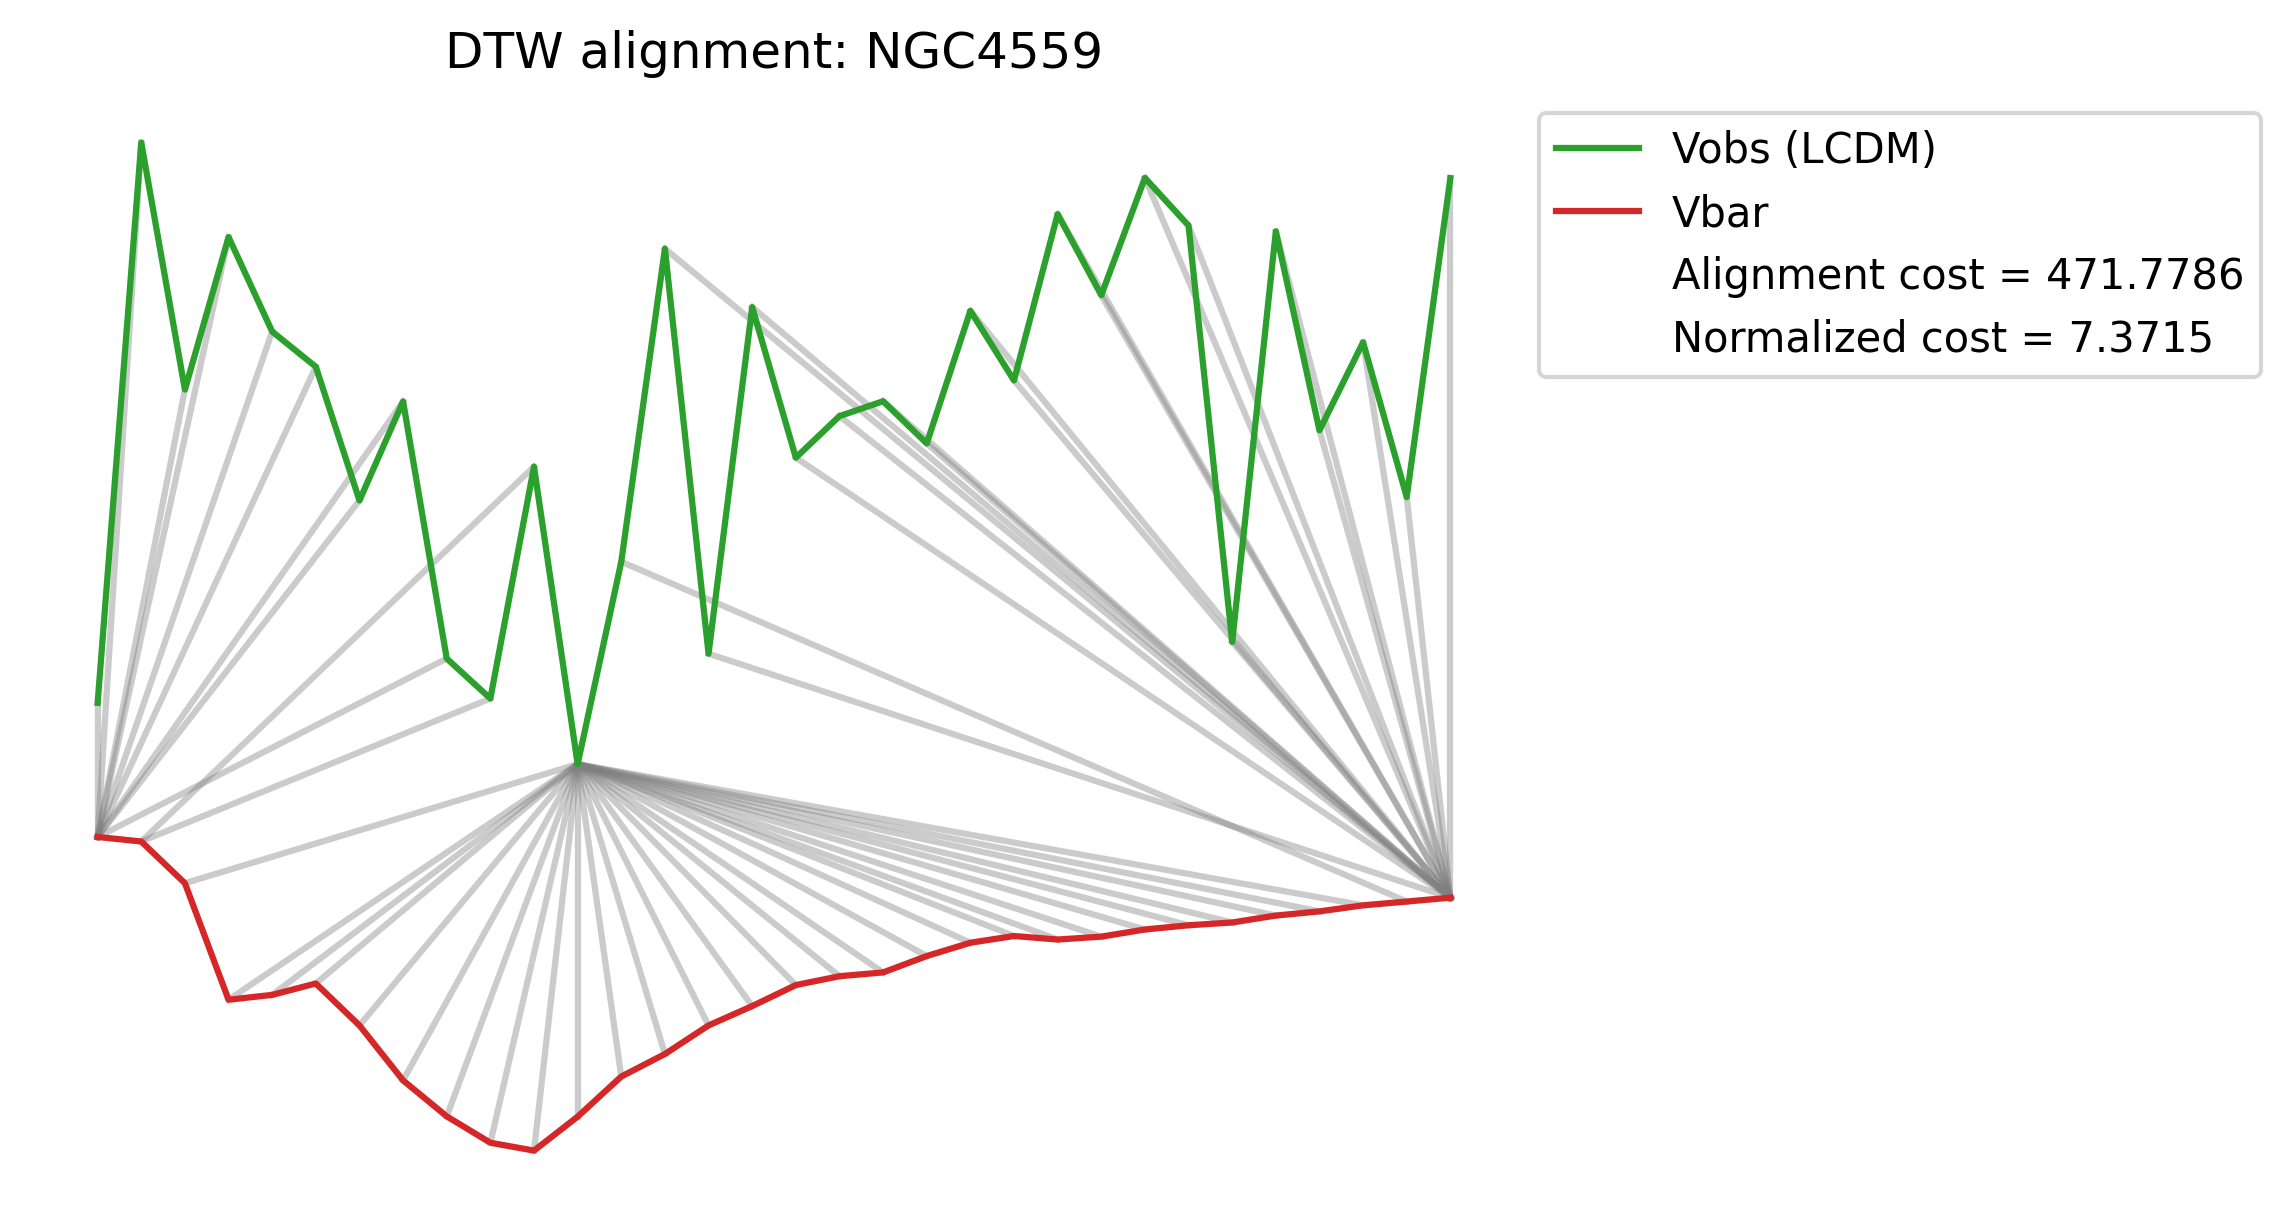 DTW alignment: NGC4559
Vobs (LCDM)
Vbar
Alignment cost = 471.7786
Normalized cost = 7.3715